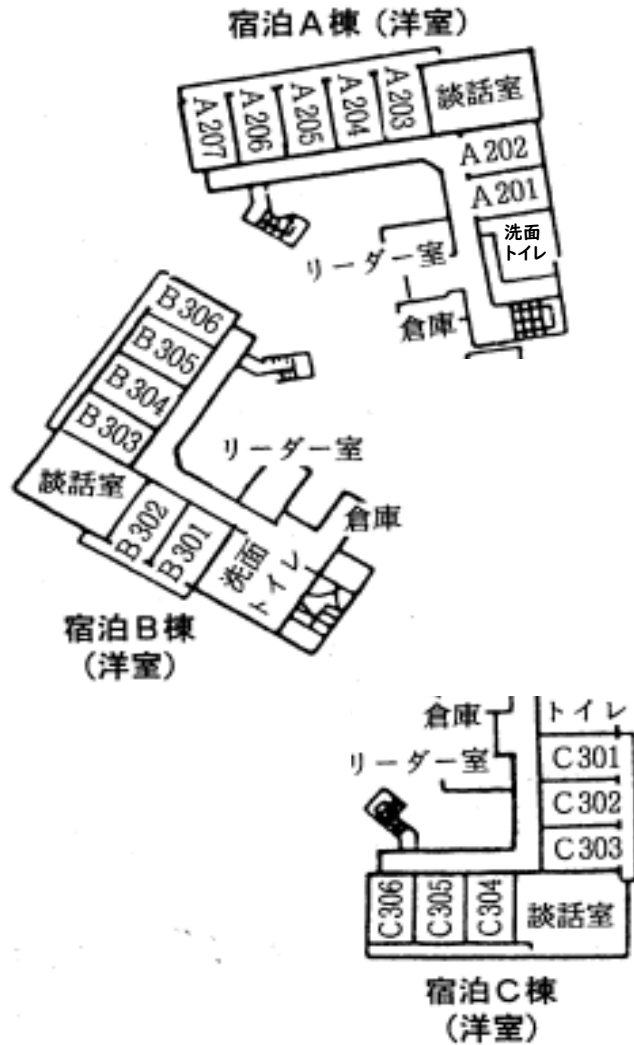 宿泊A棟 (洋室)
A207
A206
A205
A204
A203
談話室
A202
A201
洗面
トイレ
リーダー室
倉庫
B306
B305
B304
B303
談話室
B302
B301
洗面
トイレ
リーダー室
倉庫
宿泊B棟
(洋室)
倉庫
トイレ
リーダー室
C301
C302
C303
C306
C305
C304
談話室
宿泊C棟
(洋室)